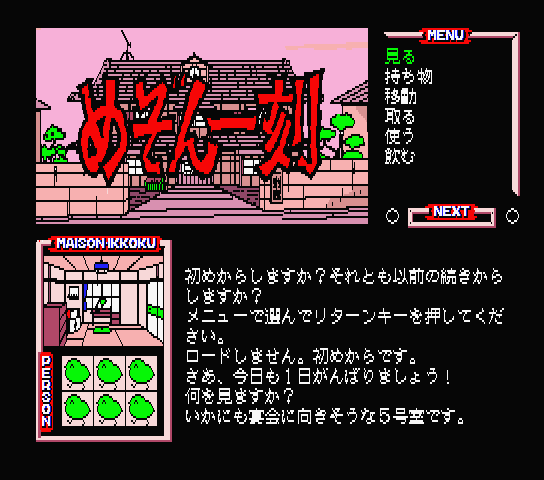 めぞん一刻
MENU
見る
持ち物
移動
取る
使う
飲む
NEXT
MAISON・IKKOKU
PERSON
初めからしますか？それとも以前の続きから
しますか？
メニューで選んでリターンキーを押してくだ
さい。
ロードしません。初めからです。
さあ、今日も１日がんばりましょう！
何を見ますか？
いかにも宴会に向きそうな５号室です。